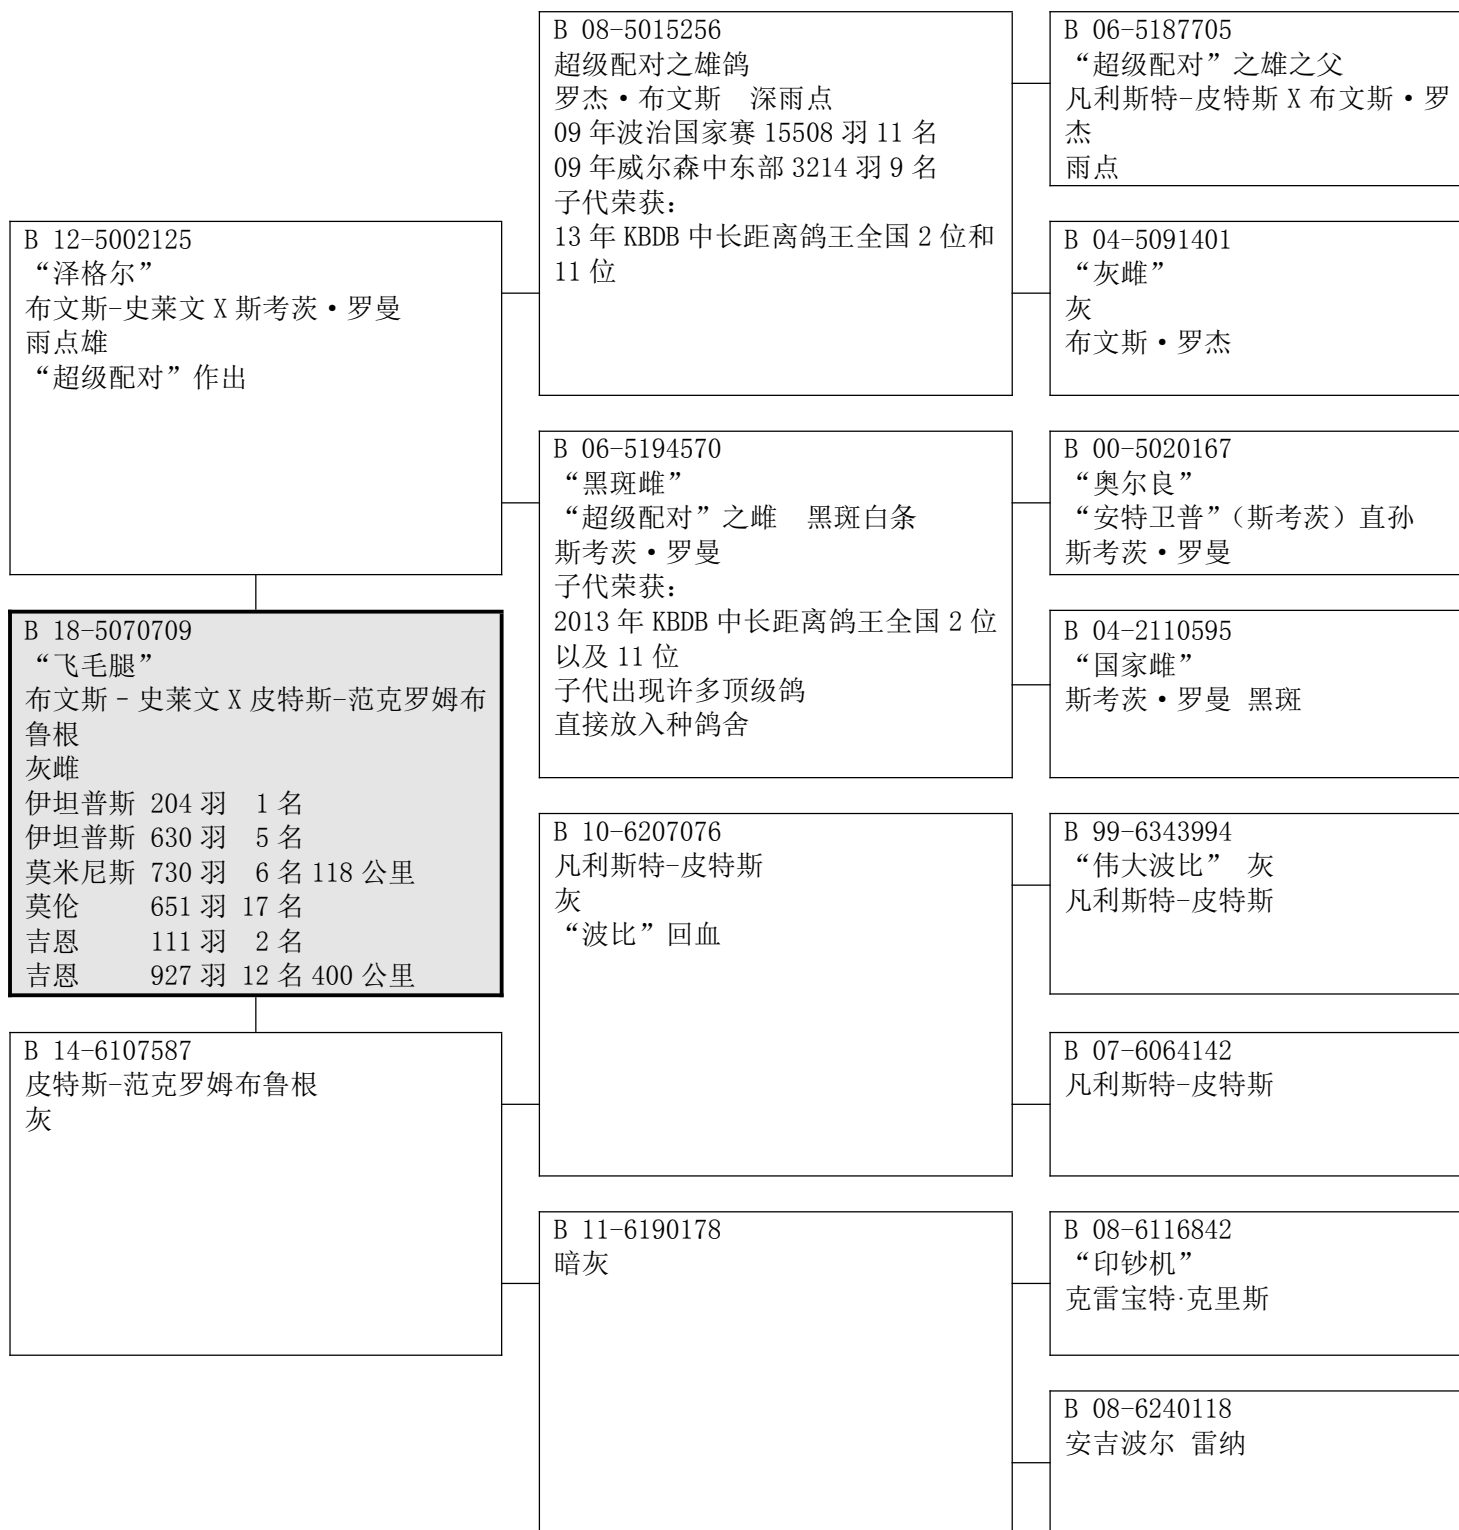 B 12-5002125
“泽格尔”
布文斯-史莱文 X 斯考茨·罗曼
雨点雄
“超级配对”作出
B 18-5070709
“飞毛腿”
布文斯 - 史莱文 X 皮特斯-范克罗姆布
鲁根
灰雌
伊坦普斯 204 羽 1 名
伊坦普斯 630 羽 5 名
莫米尼斯 730 羽 6 名 118 公里
莫伦 651 羽 17 名
吉恩 111 羽 2 名
吉恩 927 羽 12 名 400 公里
B 14-6107587
皮特斯-范克罗姆布鲁根
灰
B 08-5015256
超级配对之雄鸽
罗杰·布文斯 深雨点
09 年波治国家赛 15508 羽 11 名
09 年威尔森中东部 3214 羽 9 名
子代荣获：
13 年 KBDB 中长距离鸽王全国 2 位和
11 位
B 06-5194570
“黑斑雌”
“超级配对”之雌 黑斑白条
斯考茨·罗曼
子代荣获：
2013 年 KBDB 中长距离鸽王全国 2 位
以及 11 位
子代出现许多顶级鸽
直接放入种鸽舍
B 10-6207076
凡利斯特-皮特斯
灰
“波比”回血
B 11-6190178
暗灰
B 06-5187705
“超级配对”之雄之父
凡利斯特-皮特斯 X 布文斯·罗
杰
雨点
B 04-5091401
“灰雌”
灰
布文斯·罗杰
B 00-5020167
“奥尔良”
“安特卫普”（斯考茨）直孙
斯考茨·罗曼
B 04-2110595
“国家雌”
斯考茨·罗曼 黑斑
B 99-6343994
“伟大波比” 灰
凡利斯特-皮特斯
B 07-6064142
凡利斯特-皮特斯
B 08-6116842
“印钞机”
克雷宝特·克里斯
B 08-6240118
安吉波尔 雷纳